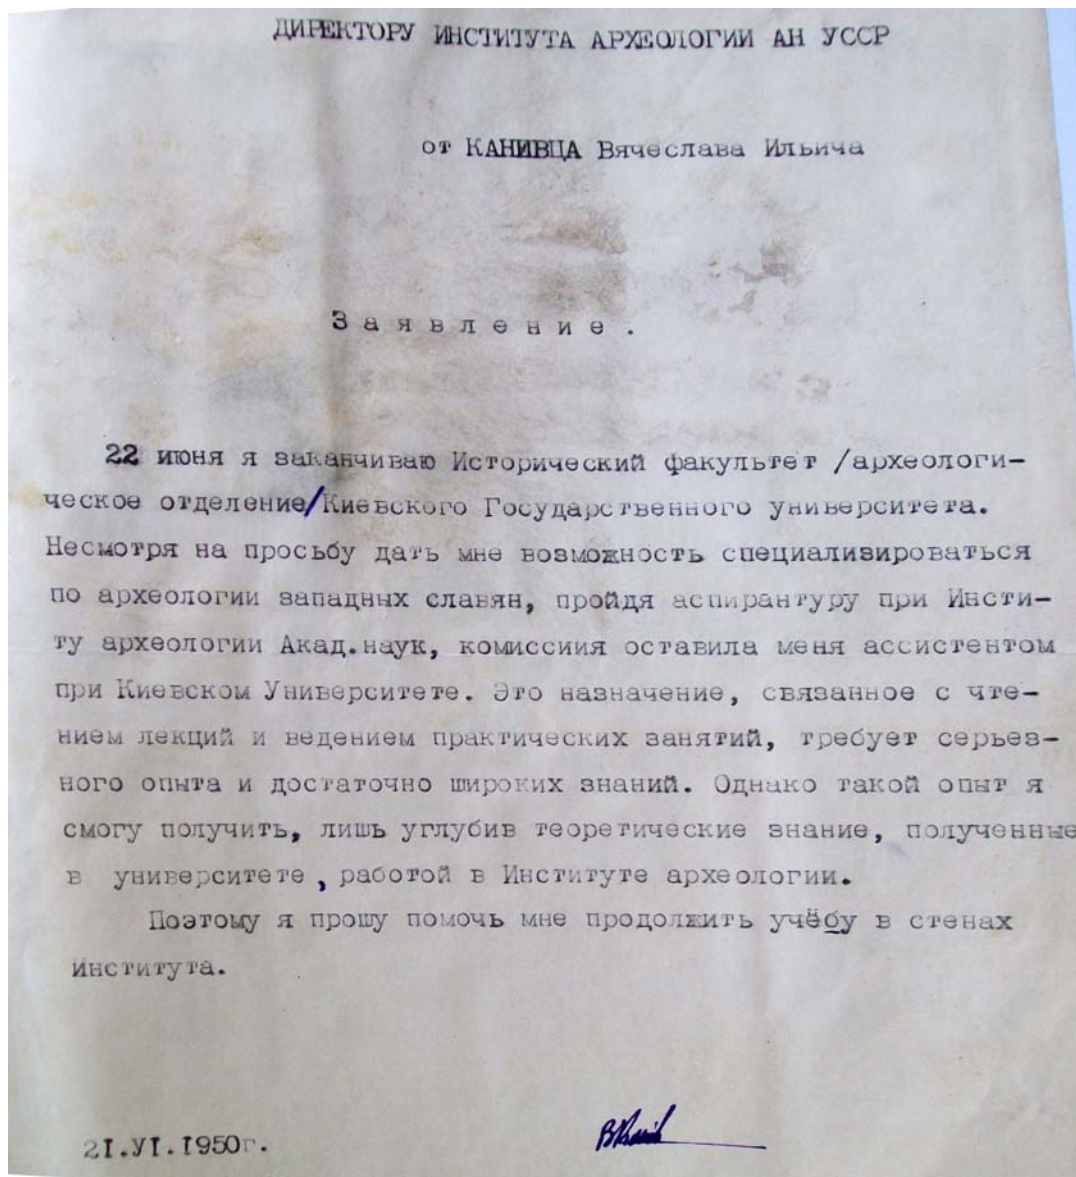 ДИРЕКТОРУ ИНСТИТУТА АРХЕОЛОГИИ АН УССР
от КАНИВЦА Вячеслава Ильича
Заявление.
22 июня я заканчиваю Исторический факультет /археологи-
ческое отделение/Киевского Государственного университета.
Несмотря на просьбу дать мне возможность специализироваться
по археологии западных славян, пройдя аспирантуру при Инсти-
ту археологии Акад.наук, комиссиия оставила меня ассистентом
при Киевском Университете. Это назначение, связанное с чте-
нием лекций и ведением практических занятий, требует серьез-
ного опыта и достаточно широких знаний. Однако такой опыт я
смогу получить, лишь углубив теоретические знание, полученные
в университете, работой в Институте археологии.
Поэтому я прошу помочь мне продолжить учёбу в стенах
института.
21.VI.1950г.